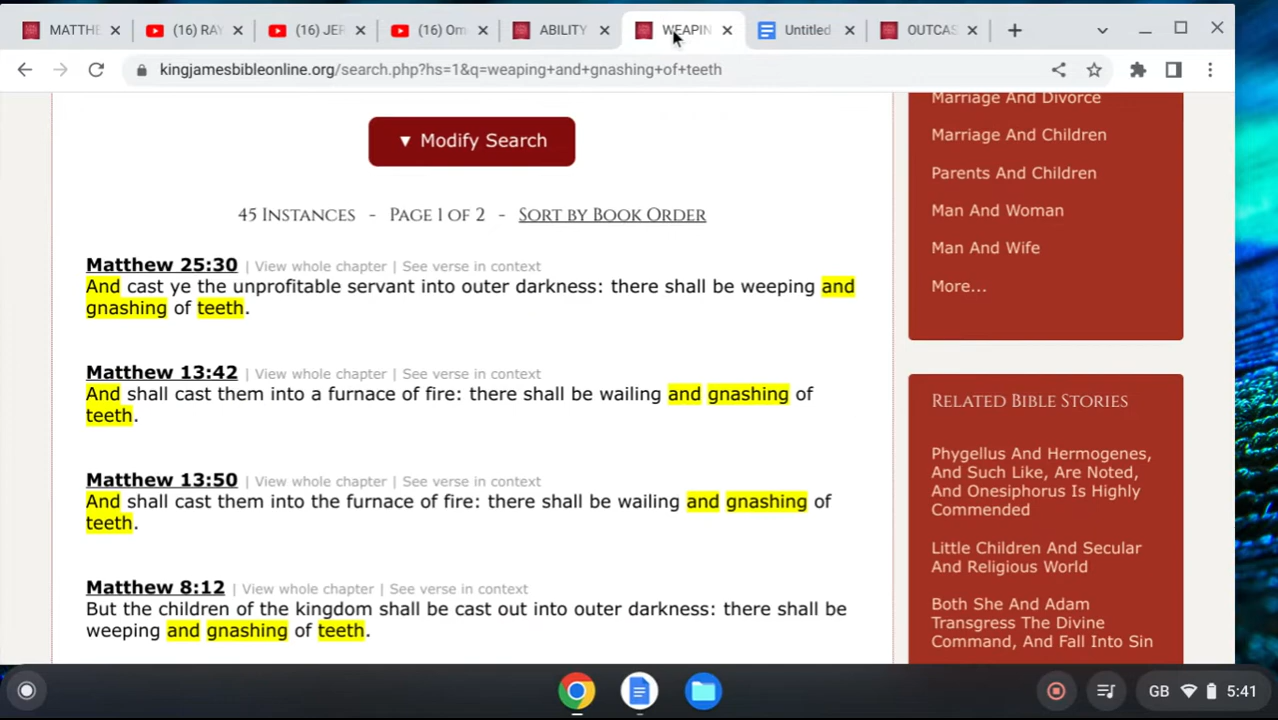 MATTHE
(16) RAY
(16) JER
(16) Om
ABILITY
WEAPIN
Untitled
OUTCAS
kingjamesbibleonline.org/search.php?hs=1&q=weaping+and+gnashing+of+teeth
▼ Modify Search
45 Instances - Page 1 of 2 - Sort by Book Order
Matthew 25:30 | View whole chapter | See verse in context
And cast ye the unprofitable servant into outer darkness: there shall be weeping and
gnashing of teeth.
Matthew 13:42 | View whole chapter | See verse in context
And shall cast them into a furnace of fire: there shall be wailing and gnashing of
teeth.
Matthew 13:50 | View whole chapter | See verse in context
And shall cast them into the furnace of fire: there shall be wailing and gnashing of
teeth.
Matthew 8:12 | View whole chapter | See verse in context
But the children of the kingdom shall be cast out into outer darkness: there shall be
weeping and gnashing of teeth.
Marriage And Divorce
Marriage And Children
Parents And Children
Man And Woman
Man And Wife
More...
Related Bible Stories
Phygellus And Hermogenes,
And Such Like, Are Noted,
And Onesiphorus Is Highly
Commended
Little Children And Secular
And Religious World
Both She And Adam
Transgress The Divine
Command, And Fall Into Sin
GB
5:41